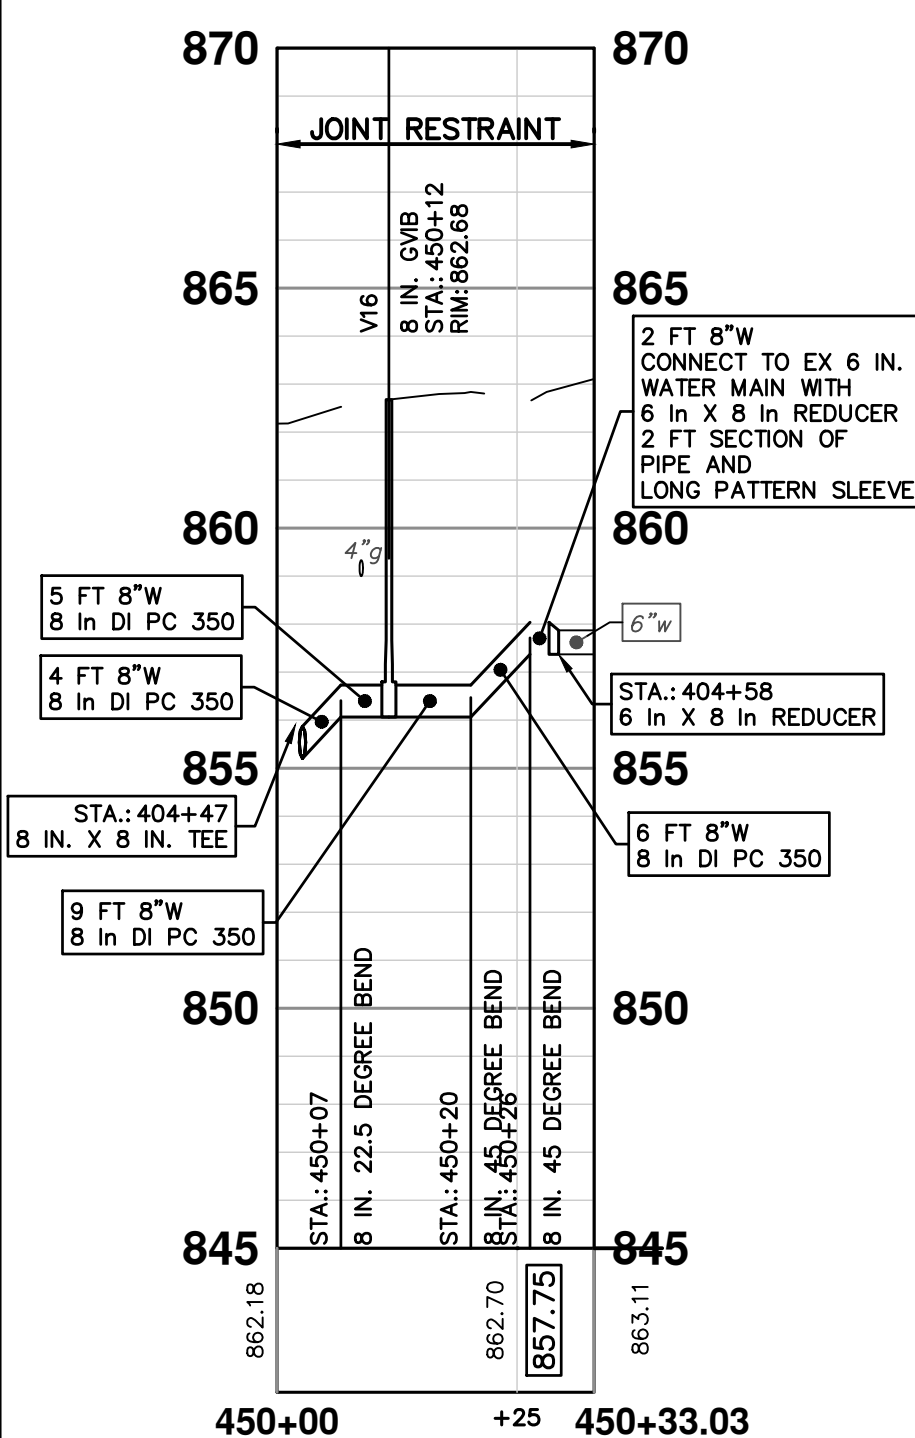 870
870
JOINT RESTRAINT
V16
8 IN. GVIB
STA.: 450+12
RIM: 862.68
865
865
2 FT 8”W
CONNECT TO EX 6 IN.
WATER MAIN WITH
6 In X 8 In REDUCER
2 FT SECTION OF
PIPE AND
LONG PATTERN SLEEVE
860
860
4”g
5 FT 8”W
8 In DI PC 350
6”w
4 FT 8”W
8 In DI PC 350
STA.: 404+58
6 In X 8 In REDUCER
855
855
STA.: 404+47
8 IN. X 8 IN. TEE
6 FT 8”W
8 In DI PC 350
9 FT 8”W
8 In DI PC 350
850
850
STA.: 450+07
8 IN. 22.5 DEGREE BEND
STA.: 450+20
8 IN. 45 DEGREE BEND
STA.: 450+26
8 IN. 45 DEGREE BEND
845
845
862.18
862.70
857.75
863.11
450+00
+25
450+33.03